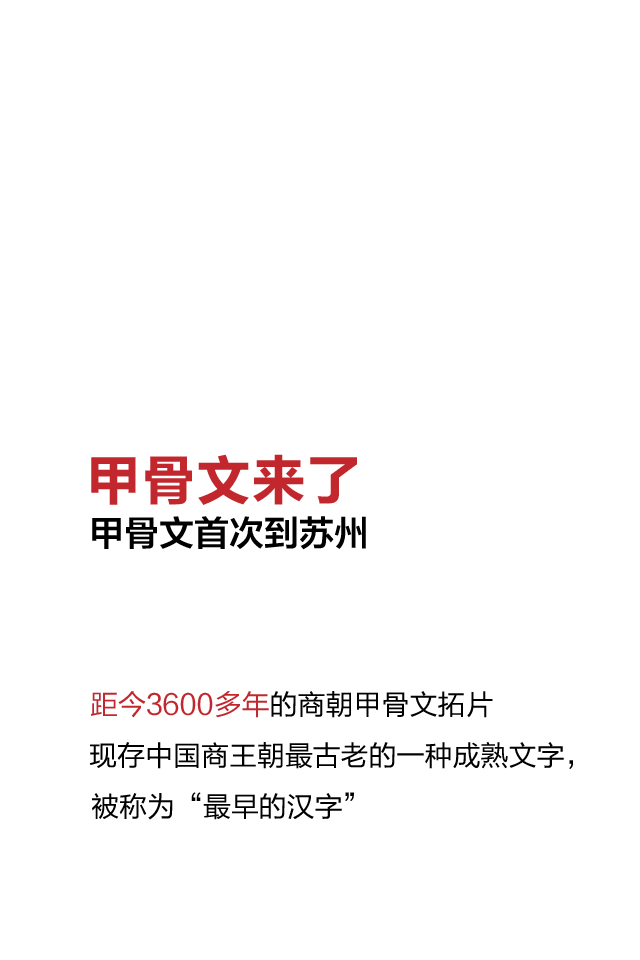 甲骨文来了
甲骨文首次到苏州
距今3600多年的商朝甲骨文拓片
现存中国商王朝最古老的一种成熟文字，
被称为“最早的汉字”